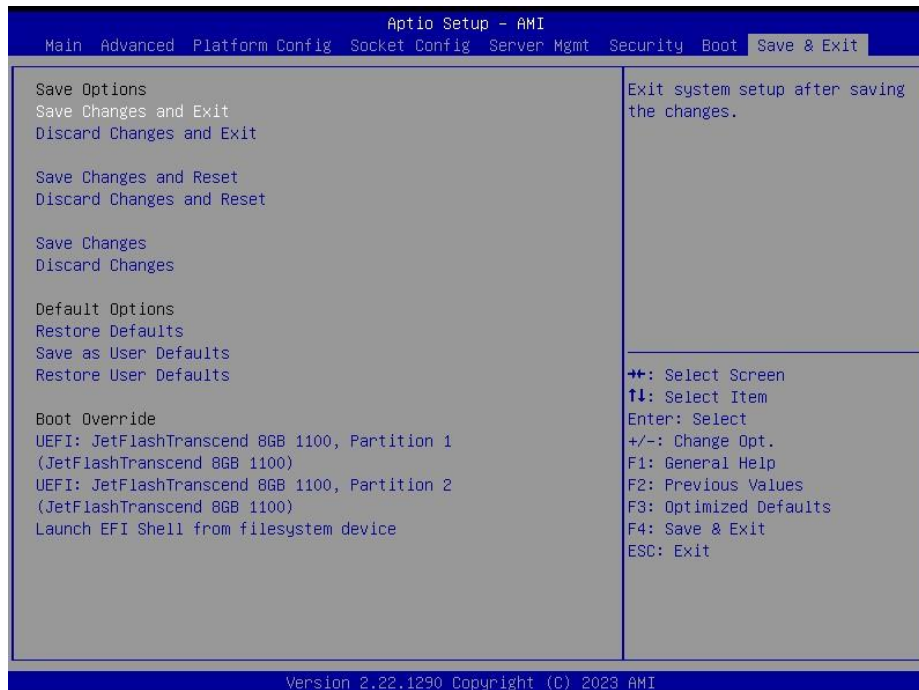 Aptio Setup - AMI
Main Advanced Platform Config Socket Config Server Mgmt Security Boot Save & Exit
Save Options
Save Changes and Exit
Discard Changes and Exit
Save Changes and Reset
Discard Changes and Reset
Save Changes
Discard Changes
Default Options
Restore Defaults
Save as User Defaults
Restore User Defaults
Boot Override
UEFI: JetFlashTranscend 8GB 1100, Partition 1
(JetFlashTranscend 8GB 1100)
UEFI: JetFlashTranscend 8GB 1100, Partition 2
(JetFlashTranscend 8GB 1100)
Launch EFI Shell from filesystem device
Exit system setup after saving
the changes.
→←: Select Screen
↑↓: Select Item
Enter: Select
+/-: Change Opt.
F1: General Help
F2: Previous Values
F3: Optimized Defaults
F4: Save & Exit
ESC: Exit
Version 2.22.1290 Copyright (C) 2023 AMI